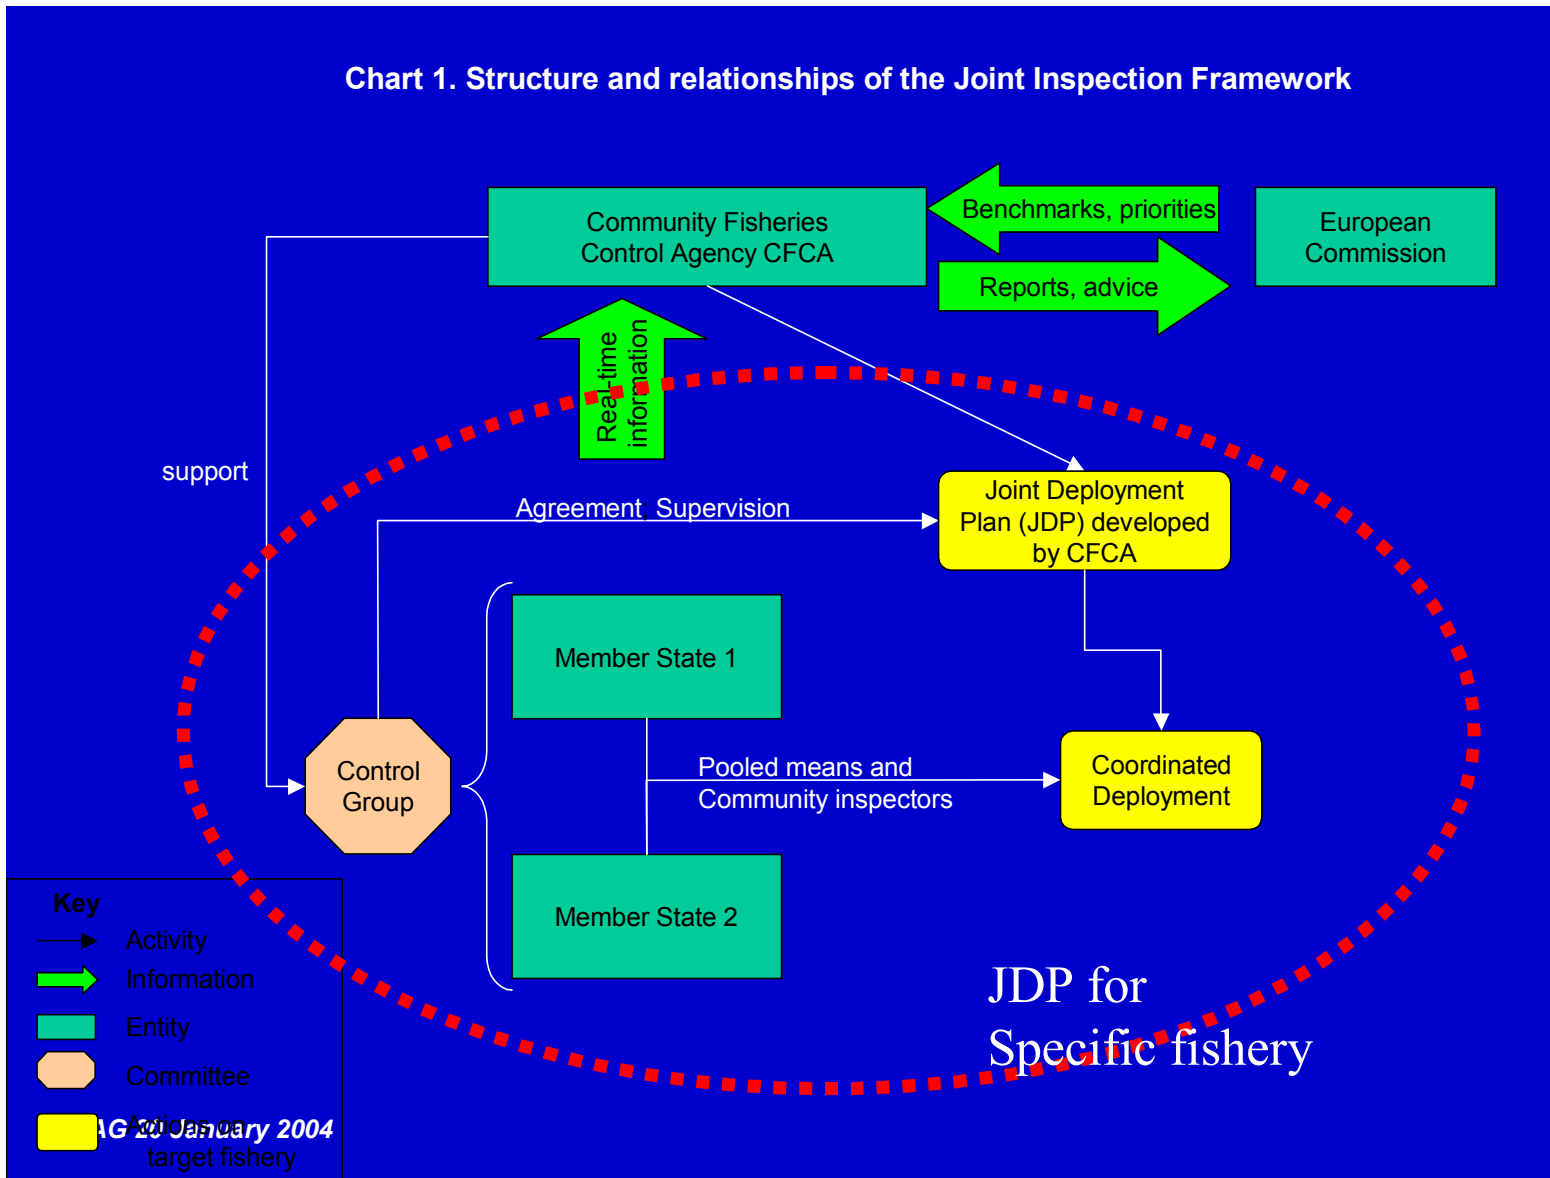 Chart 1. Structure and relationships of the Joint Inspection Framework
Community Fisheries
Control Agency CFCA
Benchmarks, priorities
Reports, advice
European
Commission
Real-time
information
support
Agreement; Supervision
Joint Deployment
Plan (JDP) developed
by CFCA
Member State 1
Control
Group
Pooled means and
Community inspectors
Coordinated
Deployment
Member State 2
JDP for
Specific fishery
Key
Activity
Information
Entity
Committee
Actions on
target fishery
AG January 2004